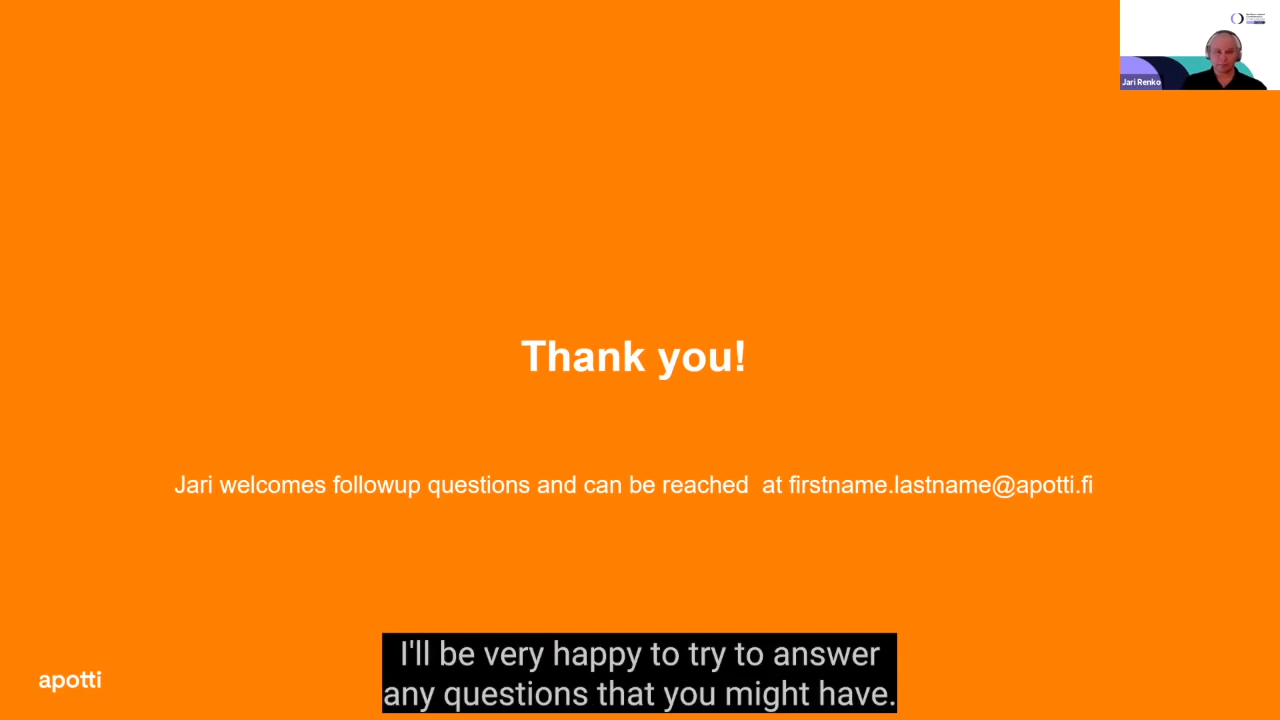 Jari Renko
Thank you!
Jari welcomes followup questions and can be reached  at firstname.lastname@apotti.fi
I'll be very happy to try to answer
any questions that you might have.
apotti